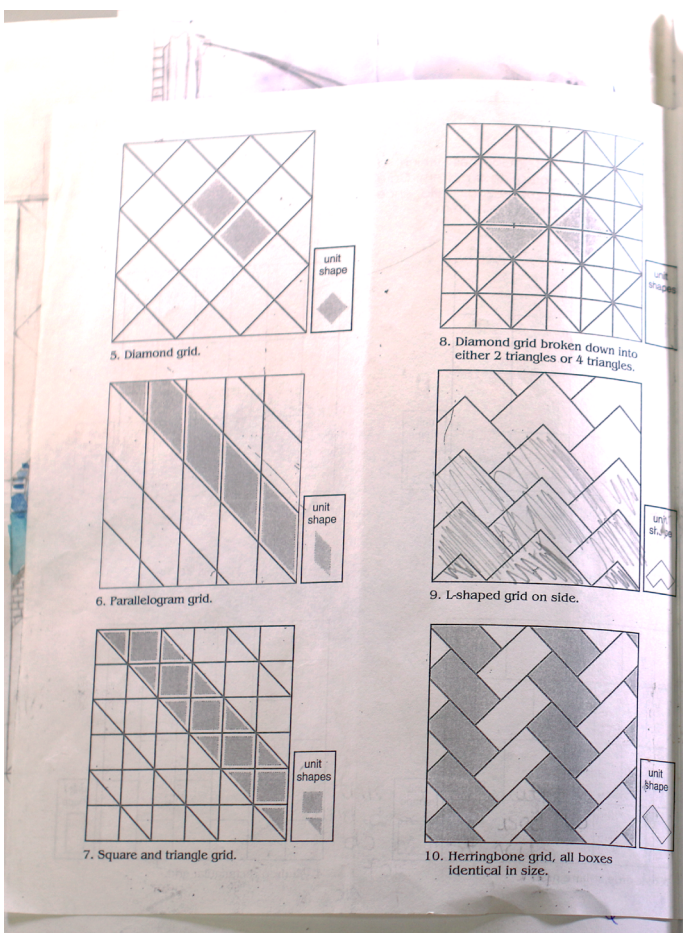 unit
shape
5. Diamond grid.
unit
shapes
8. Diamond grid broken down into
either 2 triangles or 4 triangles.
unit
shape
6. Parallelogram grid.
unit
shape
9. L-shaped grid on side.
unit
shapes
7. Square and triangle grid.
unit
shape
10. Herringbone grid, all boxes
identical in size.